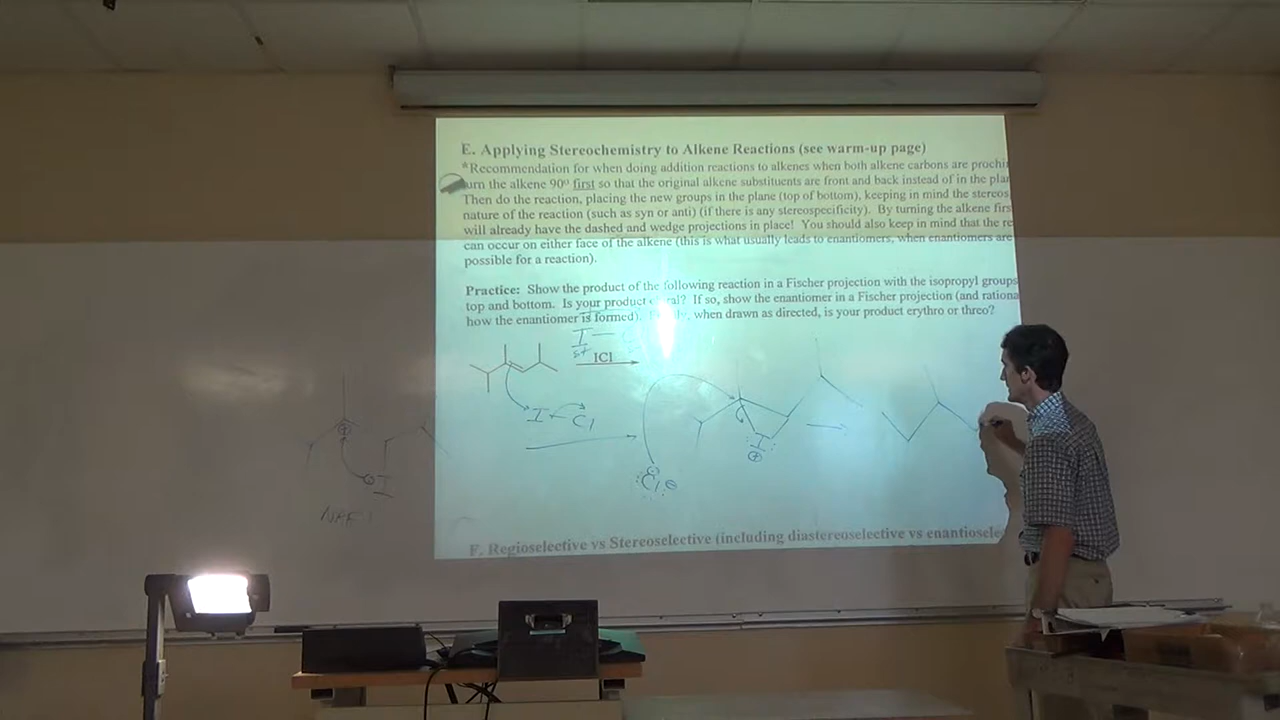 E. Applying Stereochemistry to Alkene Reactions (see warm-up page)
*Recommendation for when doing addition reactions to alkenes when both alkene carbons are prochir
urn the alkene 90º first so that the original alkene substituents are front and back instead of in the plan
Then do the reaction, placing the new groups in the plane (top of bottom), keeping in mind the stereos
nature of the reaction (such as syn or anti) (if there is any stereospecificity). By turning the alkene firs
will already have the dashed and wedge projections in place! You should also keep in mind that the re
can occur on either face of the alkene (this is what usually leads to enantiomers, when enantiomers are
possible for a reaction).
Practice: Show the product of the following reaction in a Fischer projection with the isopropyl groups
top and bottom. Is your product al? If so, show the enantiomer in a Fischer projection (and rationa
how the enantiomer is formed). when drawn as directed, is your product erythro or threo?
I
ICl
I Cl
I
⊕
Cl ⊖
⊕
I
F. Regioselective vs Stereoselective (including diastereoselective vs enantiosele